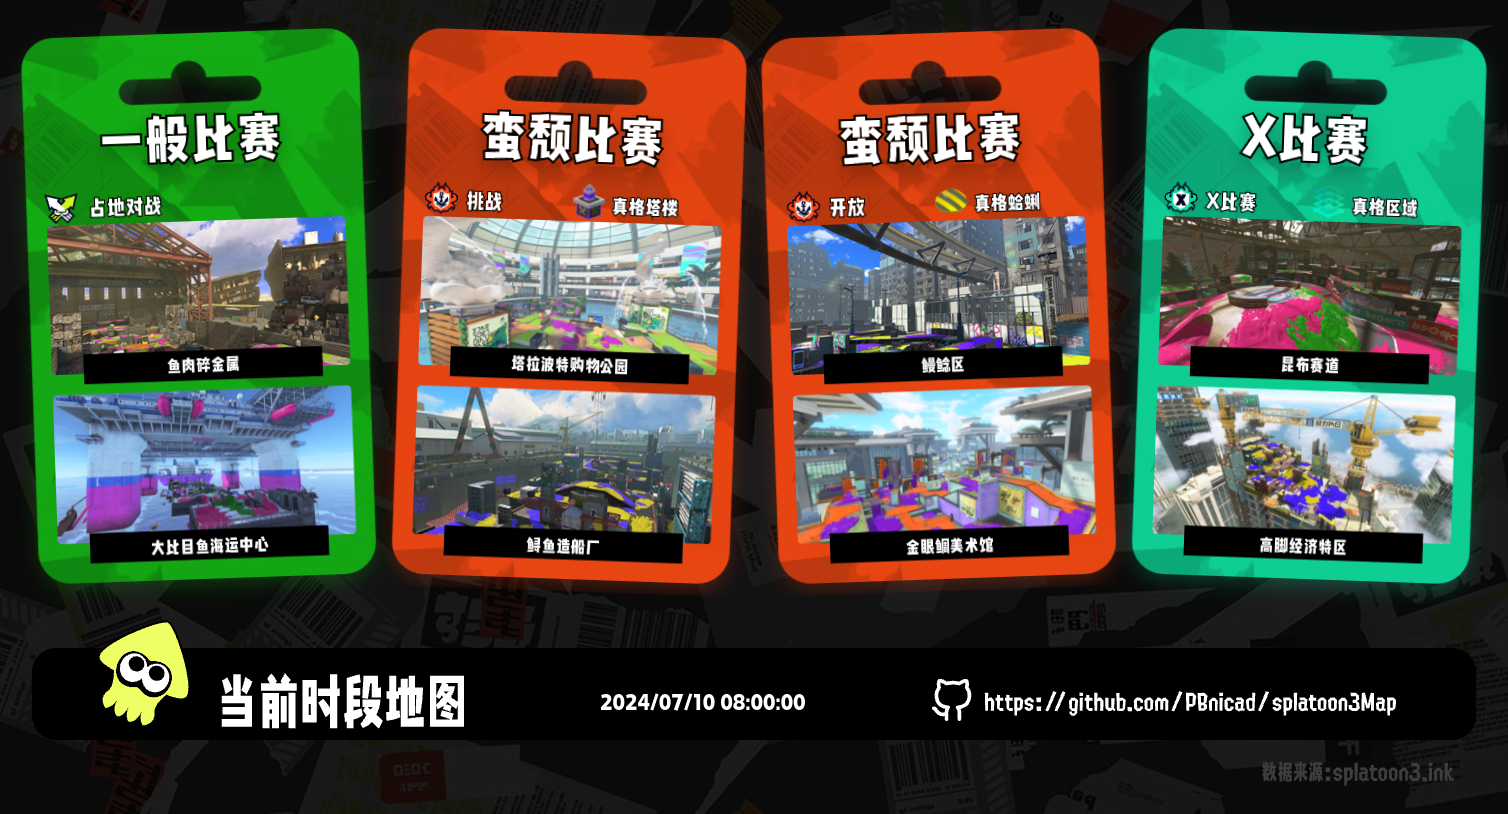 一般比赛
占地对战
鱼肉碎金属
大比目鱼海运中心
蛮颓比赛
挑战
真格塔楼
塔拉波特购物公园
鲟鱼造船厂
蛮颓比赛
开放
真格蛤蜊
鳗鲶区
金眼鲷美术馆
X比赛
X比赛
真格区域
昆布赛道
高脚经济特区
当前时段地图
2024/07/10 08:00:00
https://github.com/PBnicad/splatoon3Map
数据来源:splatoon3.ink